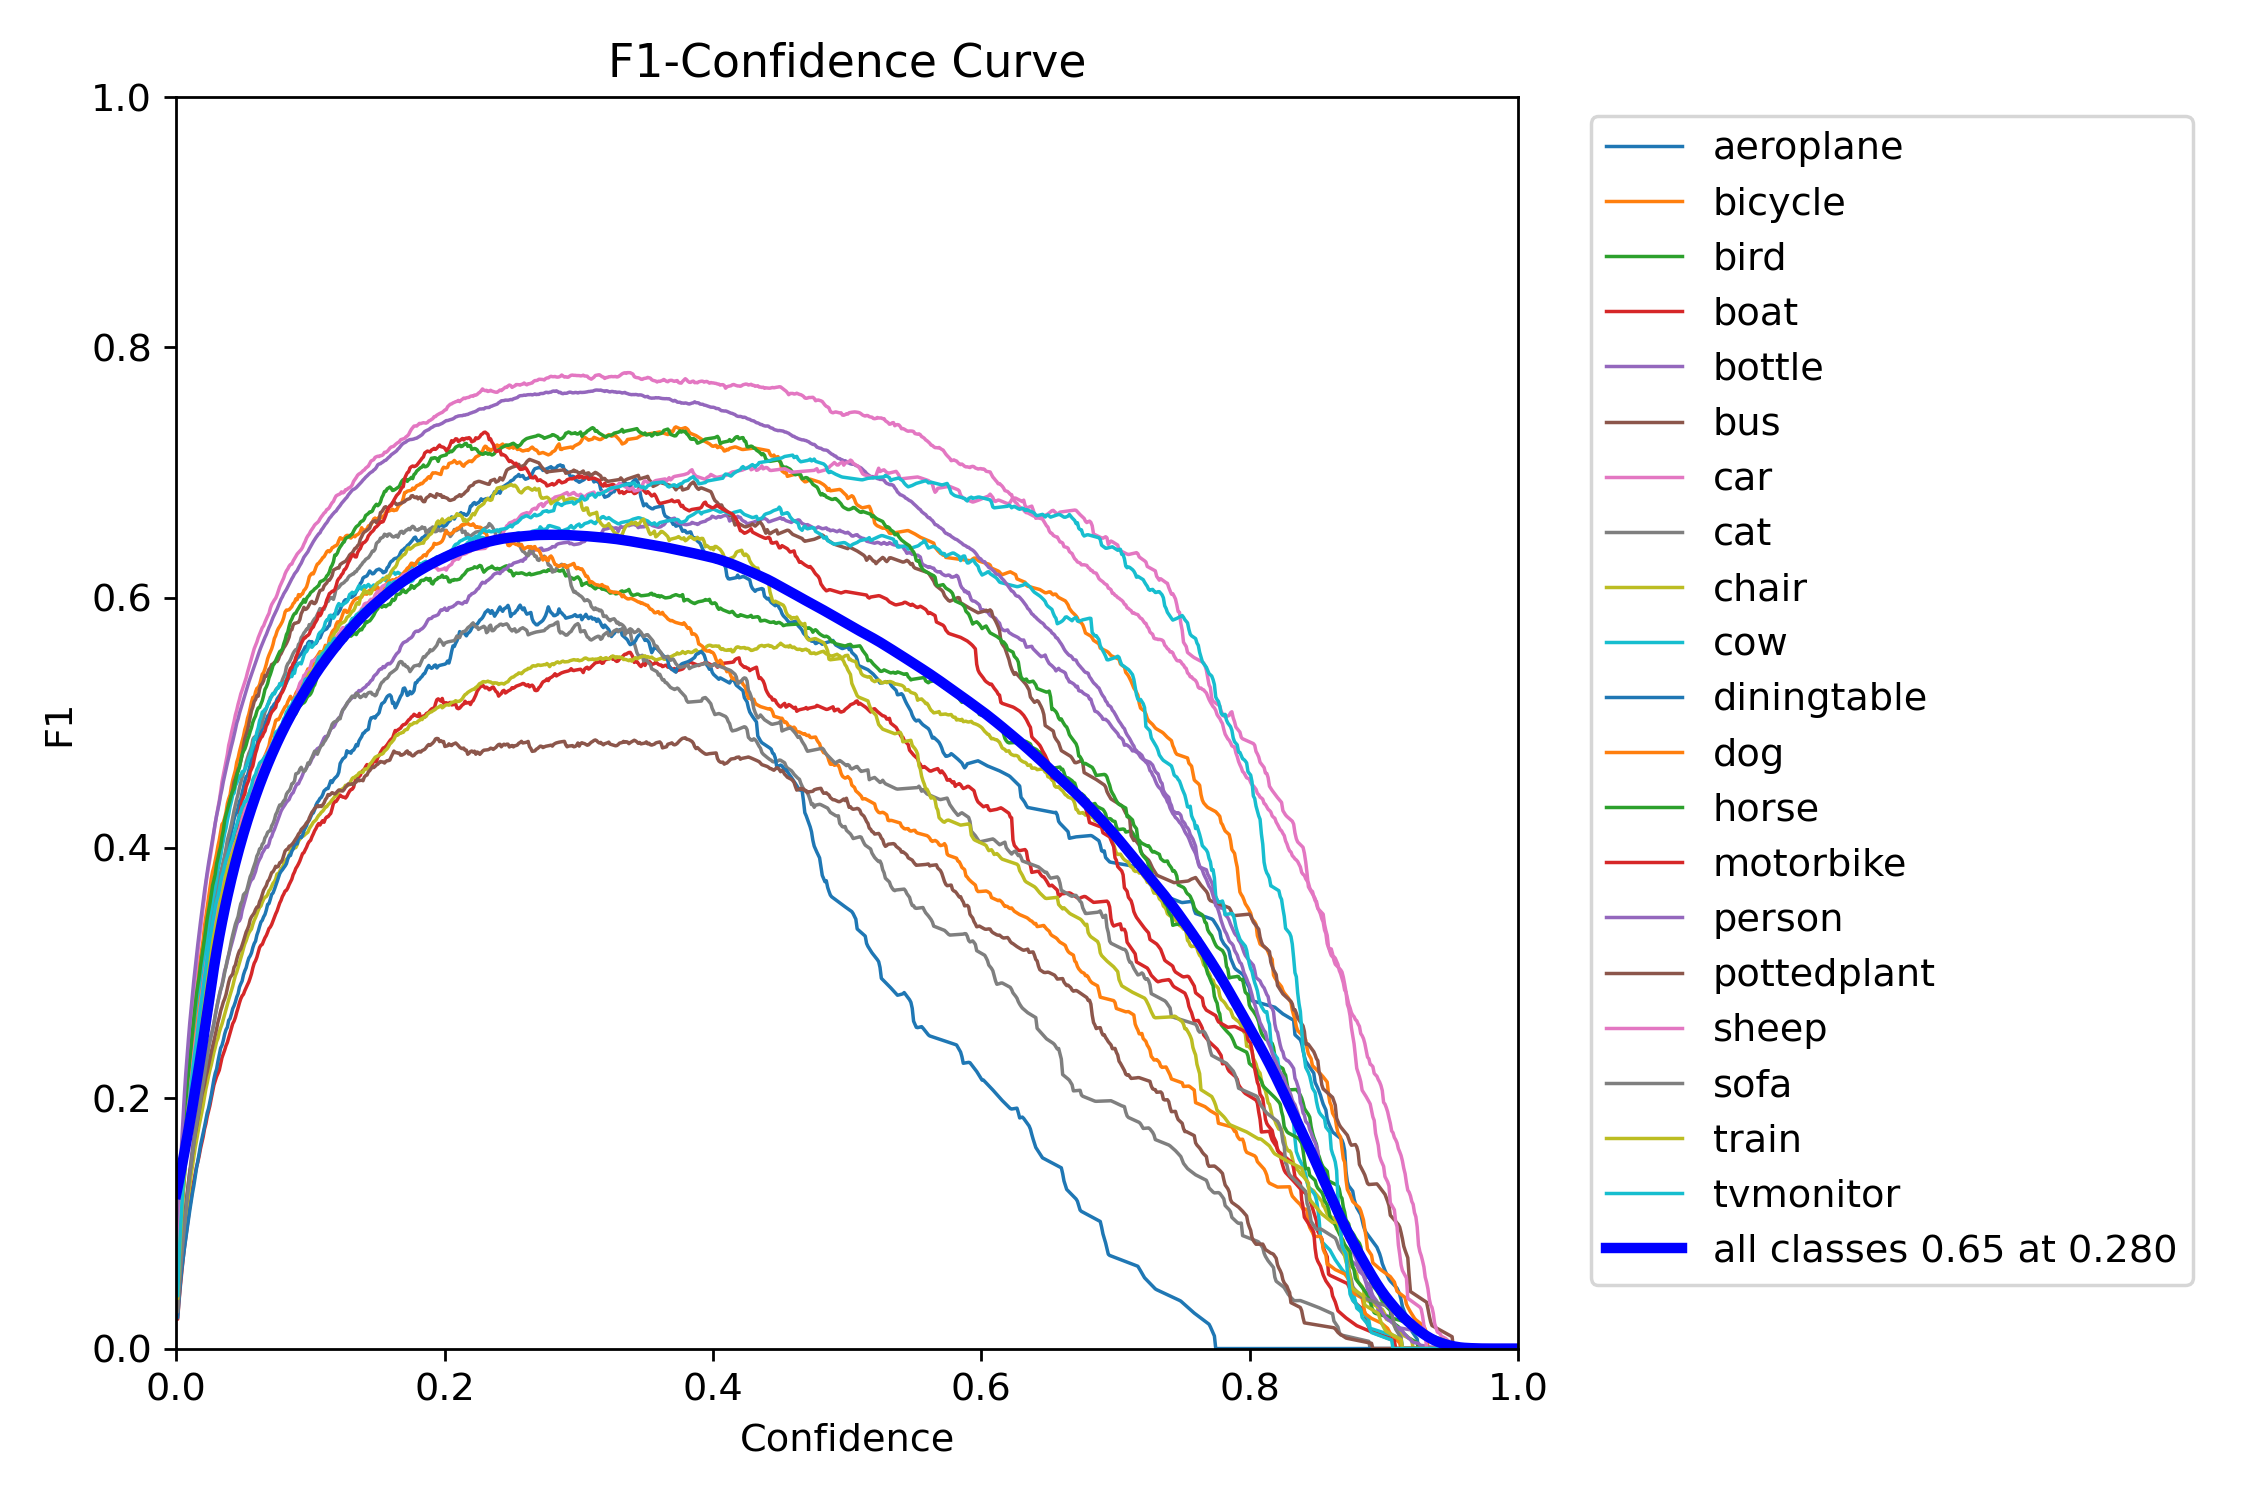 F1-Confidence Curve
1.0
0.8
0.6
0.4
0.2
0.0
F1
0.0 0.2 0.4 0.6 0.8 1.0
Confidence
aeroplane
bicycle
bird
boat
bottle
bus
car
cat
chair
cow
diningtable
dog
horse
motorbike
person
pottedplant
sheep
sofa
train
tvmonitor
all classes 0.65 at 0.280